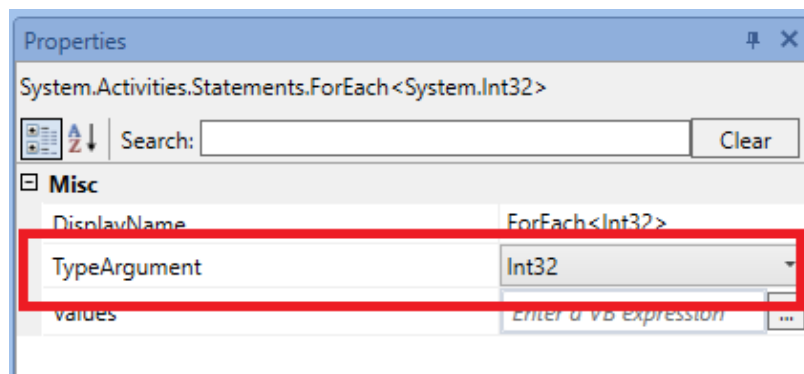 Properties
System.Activities.Statements.ForEach<System.Int32>
Search: Clear
Misc
DisplayName ForEach<Int32>
TypeArgument Int32
Values Enter a VB expression ...